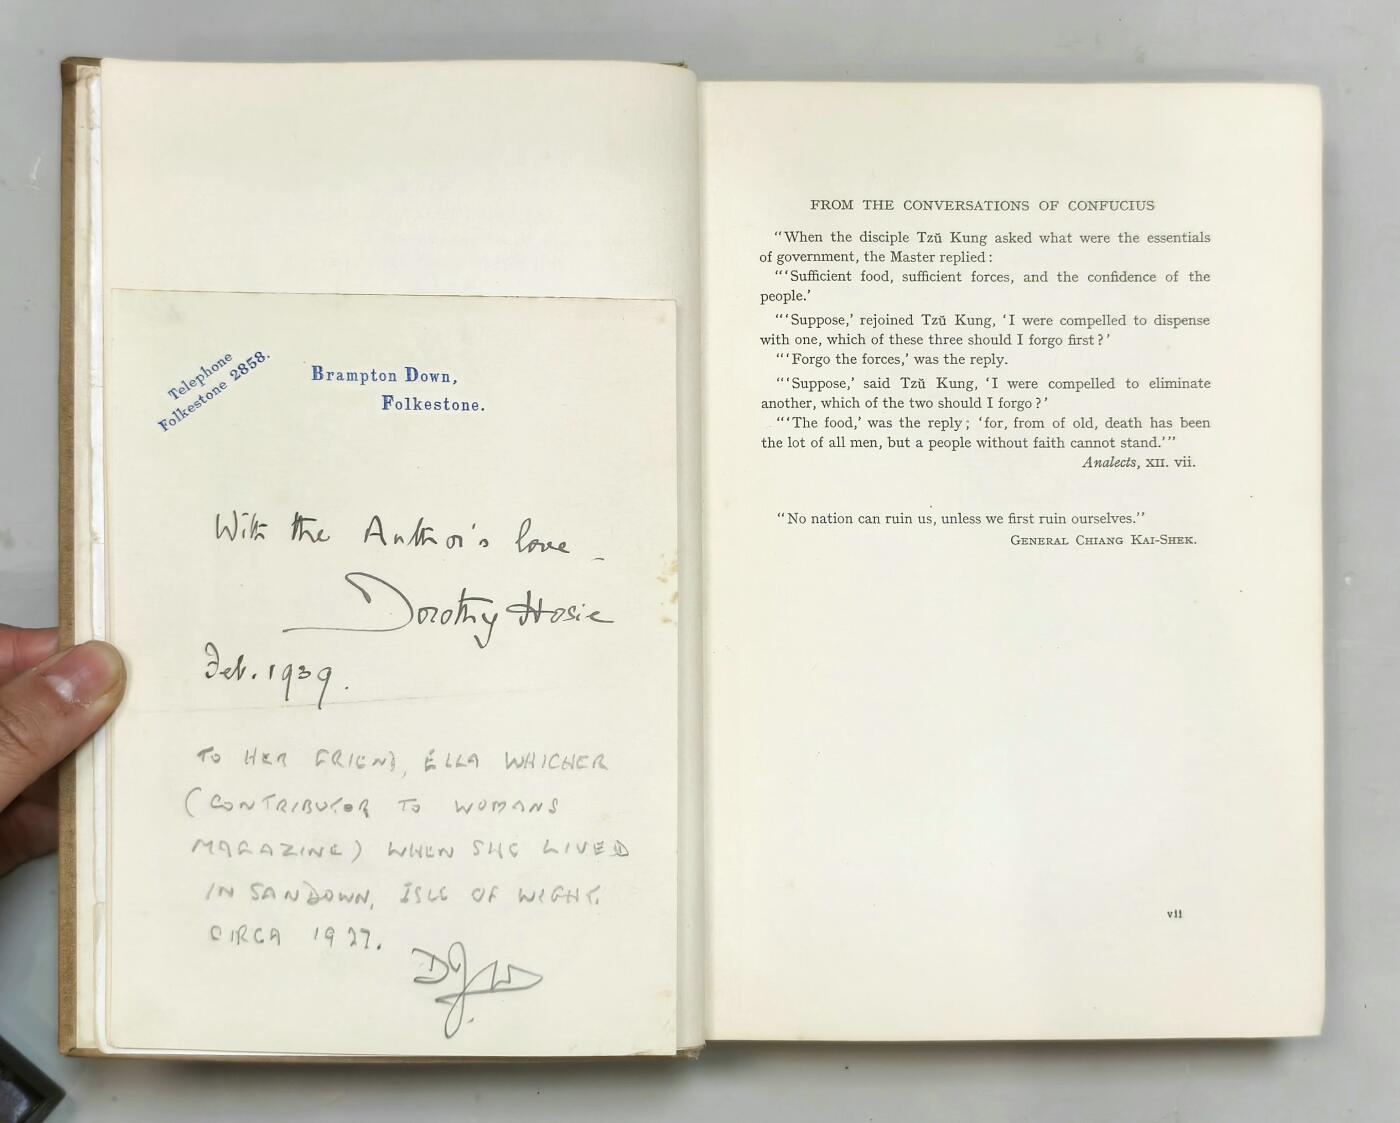 Telephone
Folkestone 2858.
Brampton Down,
Folkestone.
With the Author's love _
Dorothy Hosie
Feb. 1939.
TO HER FRIEND, ELLA WHICHER
(CONTRIBUTOR TO WOMANS
MAGAZINE) WHEN SHE LIVED
IN SANDOWN, ISLE OF WIGHT.
CIRCA 1927.
DJW
FROM THE CONVERSATIONS OF CONFUCIUS
"When the disciple Tzŭ Kung asked what were the essentials
of government, the Master replied:
"'Sufficient food, sufficient forces, and the confidence of the
people.'
"'Suppose,' rejoined Tzŭ Kung, 'I were compelled to dispense
with one, which of these three should I forgo first?'
"'Forgo the forces,' was the reply.
"'Suppose,' said Tzŭ Kung, 'I were compelled to eliminate
another, which of the two should I forgo?'
"'The food,' was the reply; 'for, from of old, death has been
the lot of all men, but a people without faith cannot stand.'"
Analects, XII. vii.
"No nation can ruin us, unless we first ruin ourselves."
GENERAL CHIANG KAI-SHEK.
vii